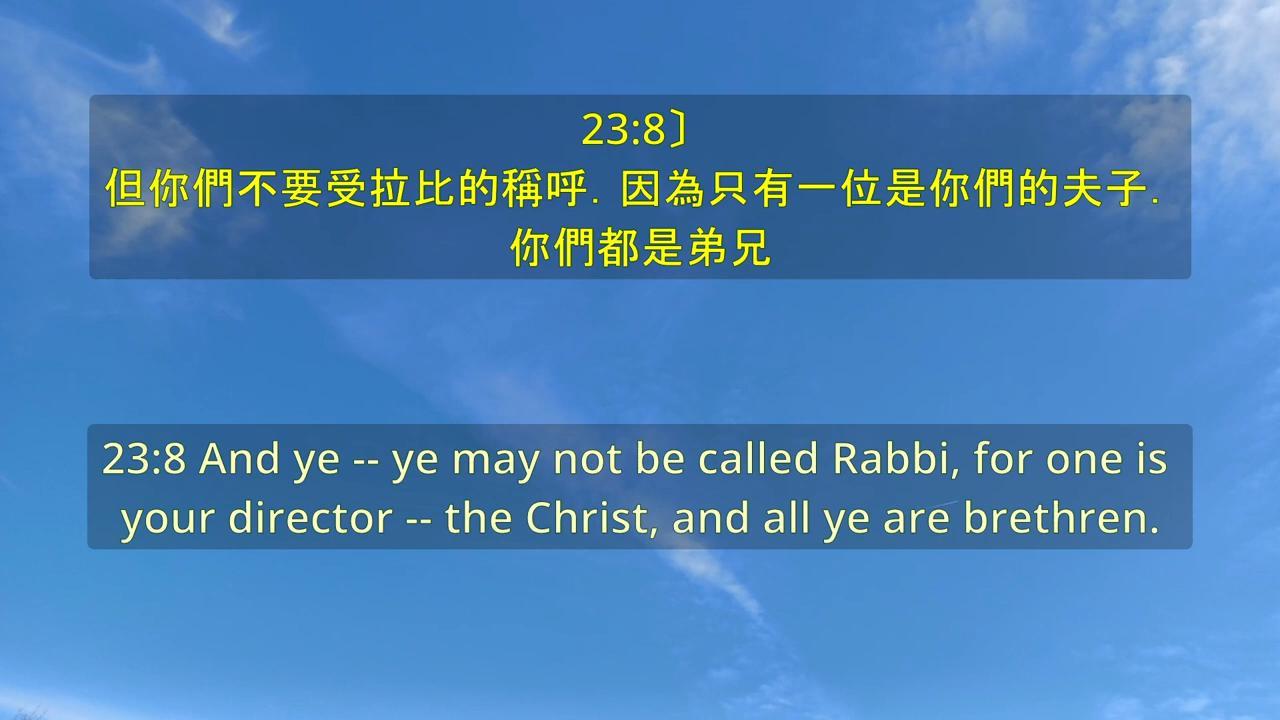 23:8〕
但你們不要受拉比的稱呼．因為只有一位是你們的夫子．
你們都是弟兄
23:8 And ye -- ye may not be called Rabbi, for one is
your director -- the Christ, and all ye are brethren.